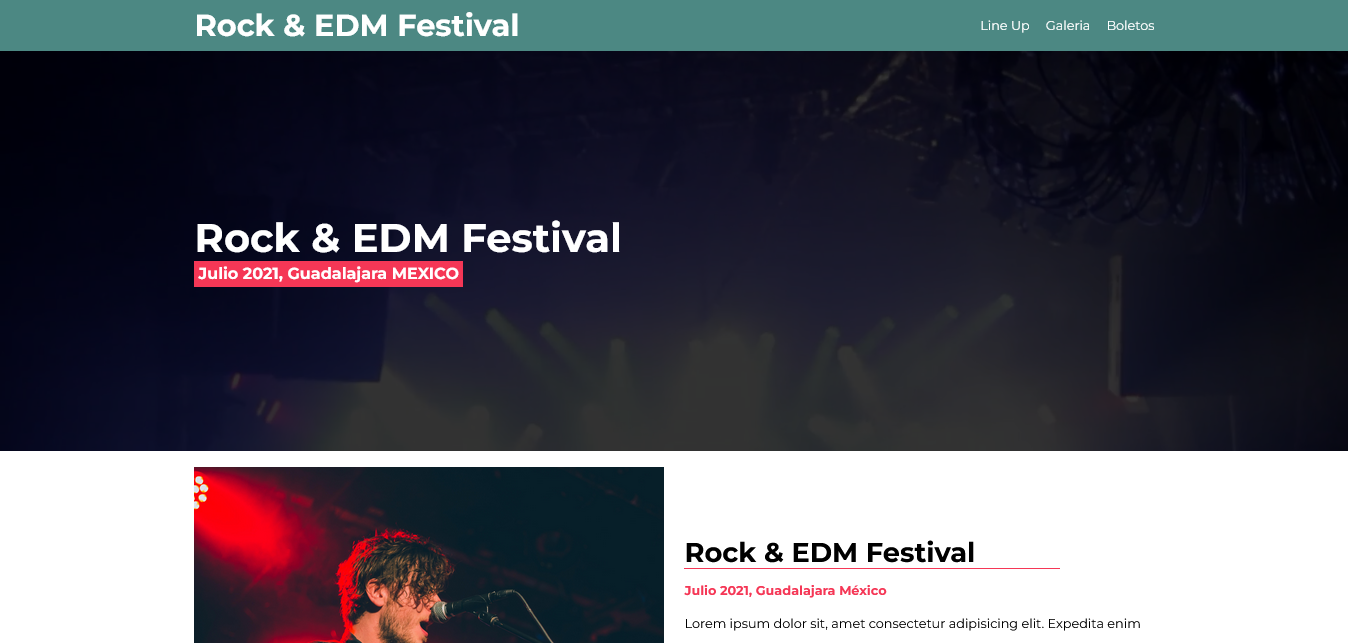 Rock & EDM Festival
Line Up Galeria Boletos
Rock & EDM Festival
Julio 2021, Guadalajara MEXICO
Rock & EDM Festival
Julio 2021, Guadalajara México
Lorem ipsum dolor sit, amet consectetur adipisicing elit. Expedita enim